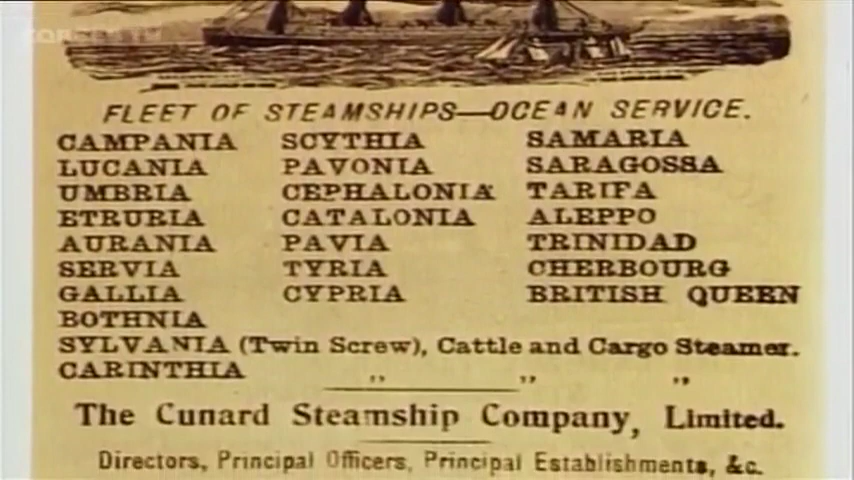 FLEET OF STEAMSHIPS—OCEAN SERVICE.
CAMPANIA SCYTHIA SAMARIA
LUCANIA PAVONIA SARAGOSSA
UMBRIA CEPHALONIA TARIFA
ETRURIA CATALONIA ALEPPO
AURANIA PAVIA TRINIDAD
SERVIA TYRIA CHERBOURG
GALLIA CYPRIA BRITISH QUEEN
BOTHNIA
SYLVANIA (Twin Screw), Cattle and Cargo Steamer.
CARINTHIA ,, ,, ,,
The Cunard Steamship Company, Limited.
Directors, Principal Officers, Principal Establishments, &c.